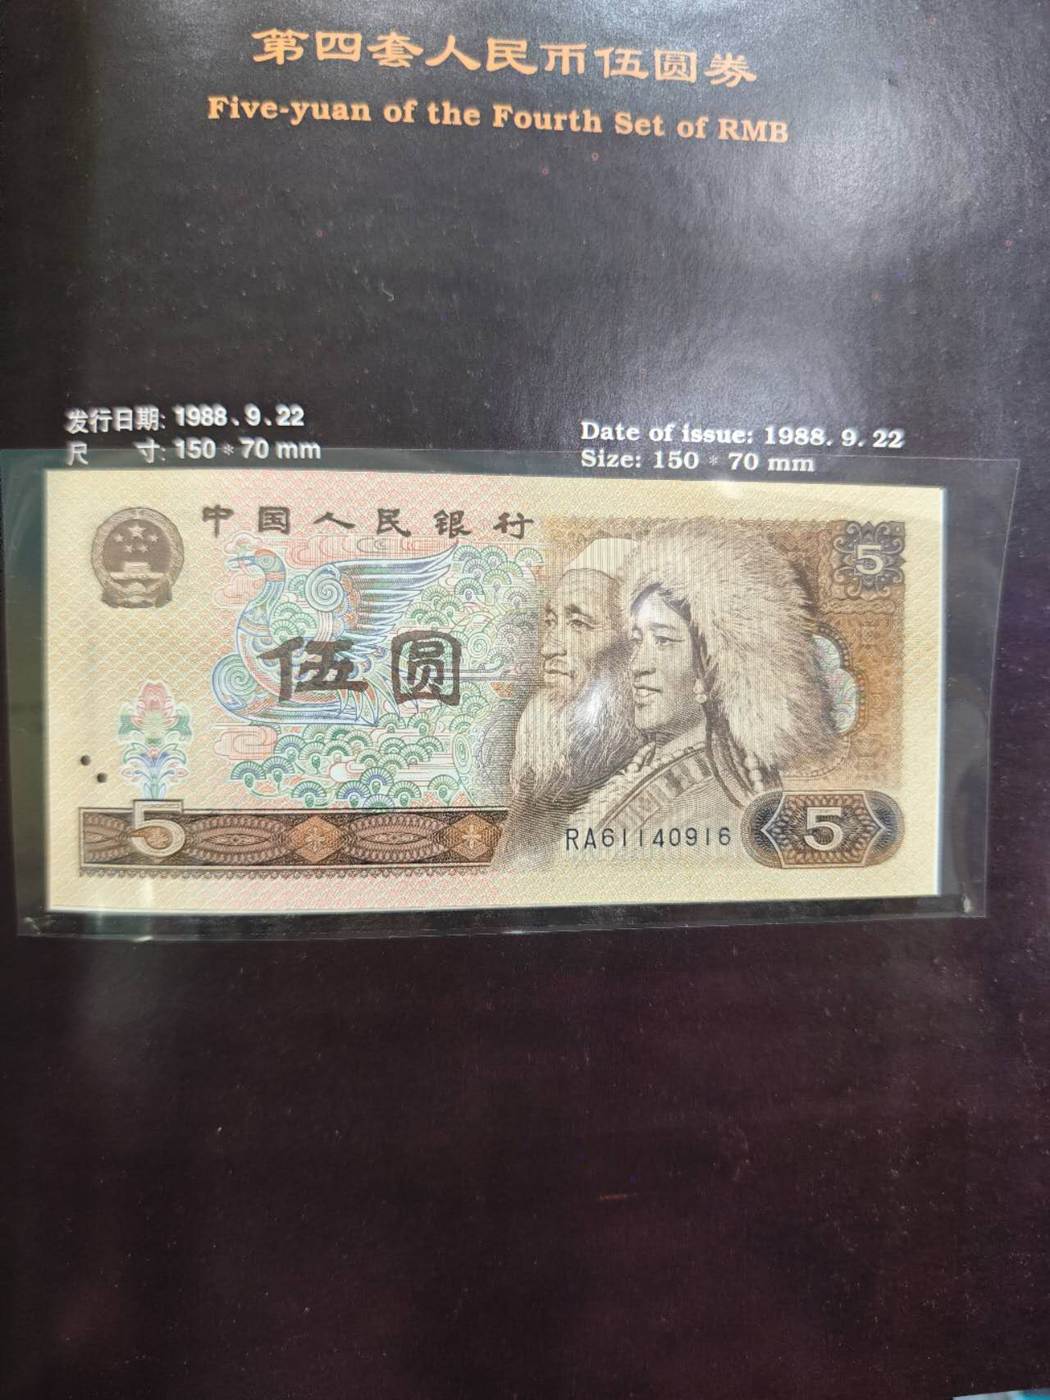 第四套人民币伍圆券
Five-yuan of the Fourth Set of RMB
发行日期: 1988.9.22
尺 寸: 150*70 mm
Date of issue: 1988. 9. 22
Size: 150 * 70 mm
中国人民银行
5
伍圆
5
RA61140916
5